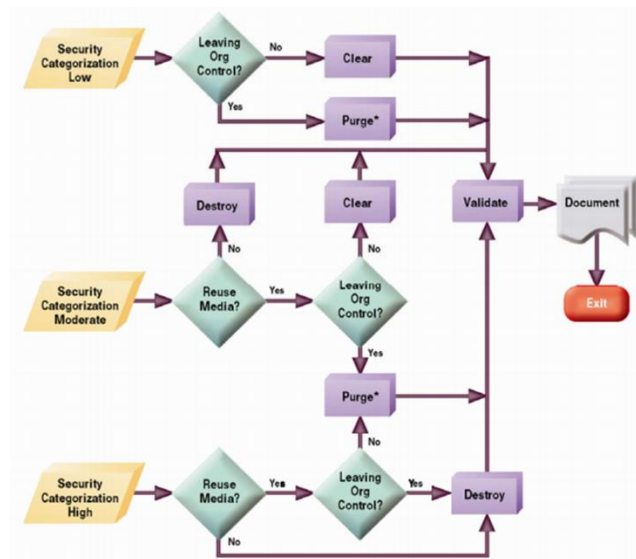 Security
Categorization
Low
Leaving
Org
Control?
No
Clear
Yes
Purge*
Destroy
Clear
Validate
Document
No
No
Security
Categorization
Moderate
Reuse
Media?
Yes
Leaving
Org
Control?
Exit
Yes
Purge*
No
Security
Categorization
High
Reuse
Media?
Yes
Leaving
Org
Control?
Yes
Destroy
No